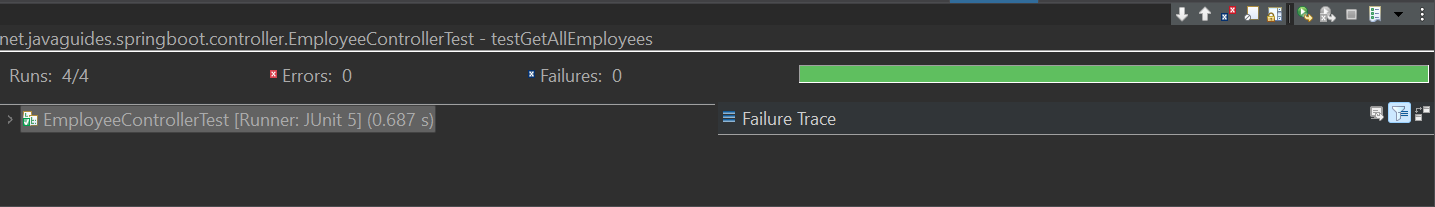 net.javaguides.springboot.controller.EmployeeControllerTest - testGetAllEmployees
Runs: 4/4 Errors: 0 Failures: 0
EmployeeControllerTest [Runner: JUnit 5] (0.687 s)
Failure Trace